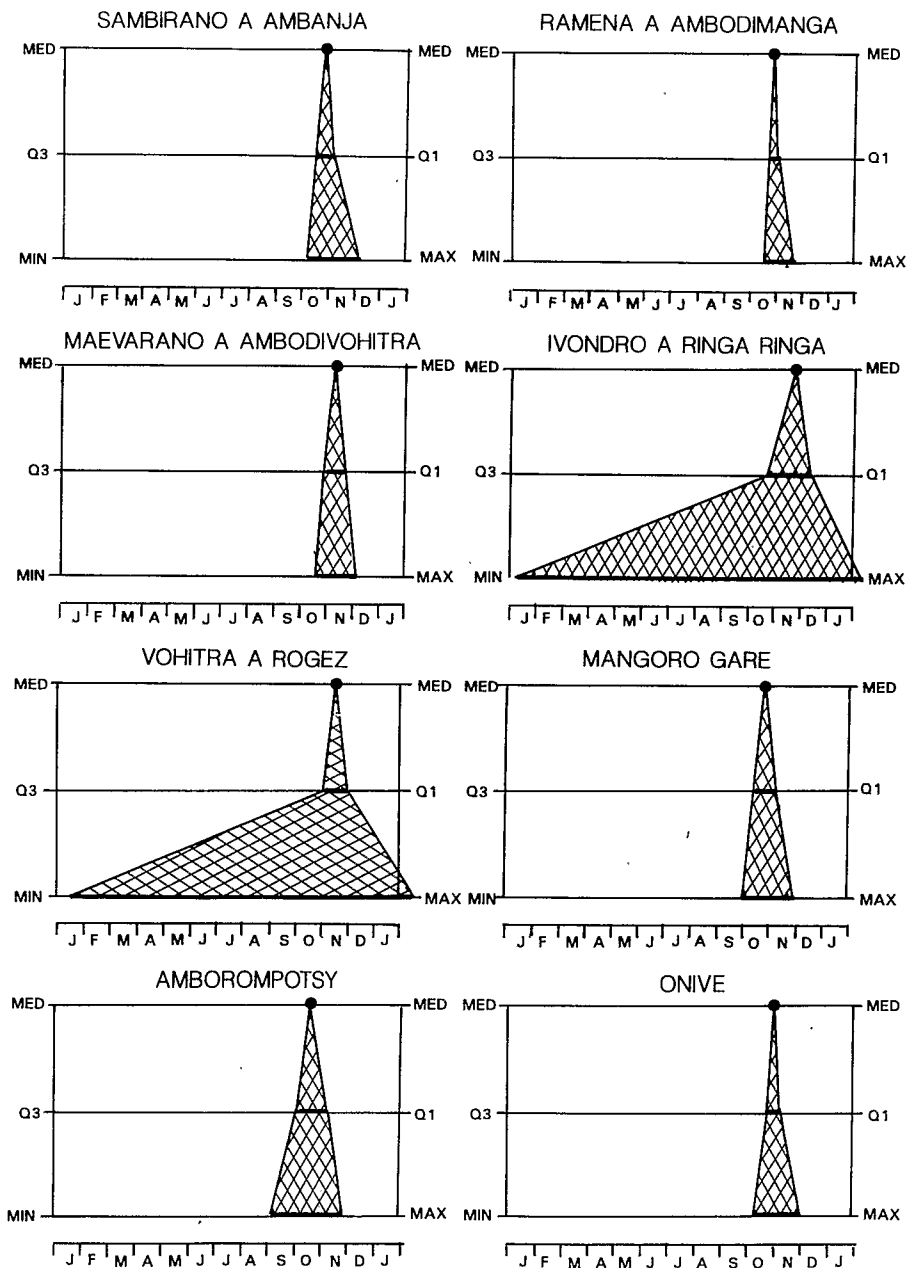 SAMBIRANO A AMBANJA
MED MED
Q3 Q1
MIN MAX
J F M A M J J A S O N D J
RAMENA A AMBODIMANGA
MED MED
Q3 Q1
MIN MAX
J F M A M J J A S O N D J
MAEVARANO A AMBODIVOHITRA
MED MED
Q3 Q1
MIN MAX
J F M A M J J A S O N D J
IVONDRO A RINGA RINGA
MED MED
Q3 Q1
MIN MAX
J F M A M J J A S O N D J
VOHITRA A ROGEZ
MED MED
Q3 Q1
MIN MAX
J F M A M J J A S O N D J
MANGORO GARE
MED MED
Q3 Q1
MIN MAX
J F M A M J J A S O N D J
AMBOROMPOTSY
MED MED
Q3 Q1
MIN MAX
J F M A M J J A S O N D J
ONIVE
MED MED
Q3 Q1
MIN MAX
J F M A M J J A S O N D J